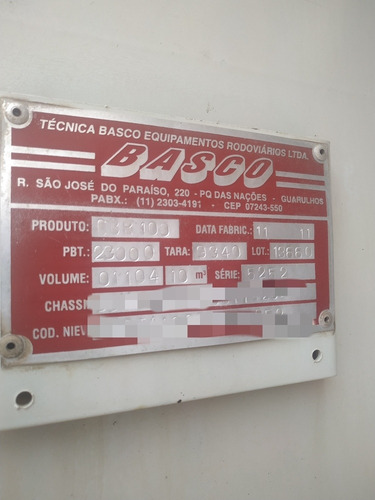 TÉCNICA BASCO EQUIPAMENTOS RODOVIÁRIOS LTDA.
BASCO
R. SÃO JOSÉ DO PARAÍSO, 220 - PQ DAS NAÇÕES - GUARULHOS
PABX.: (11) 2303-4191 - CEP 07243-550
PRODUTO: DATA FABRIC.: 11 11
PBT.: 23000 TARA: 9340 LOT.: 13660
VOLUME: 01104 10 m³ SÉRIE: 5262
CHASSI
COD. NIEV